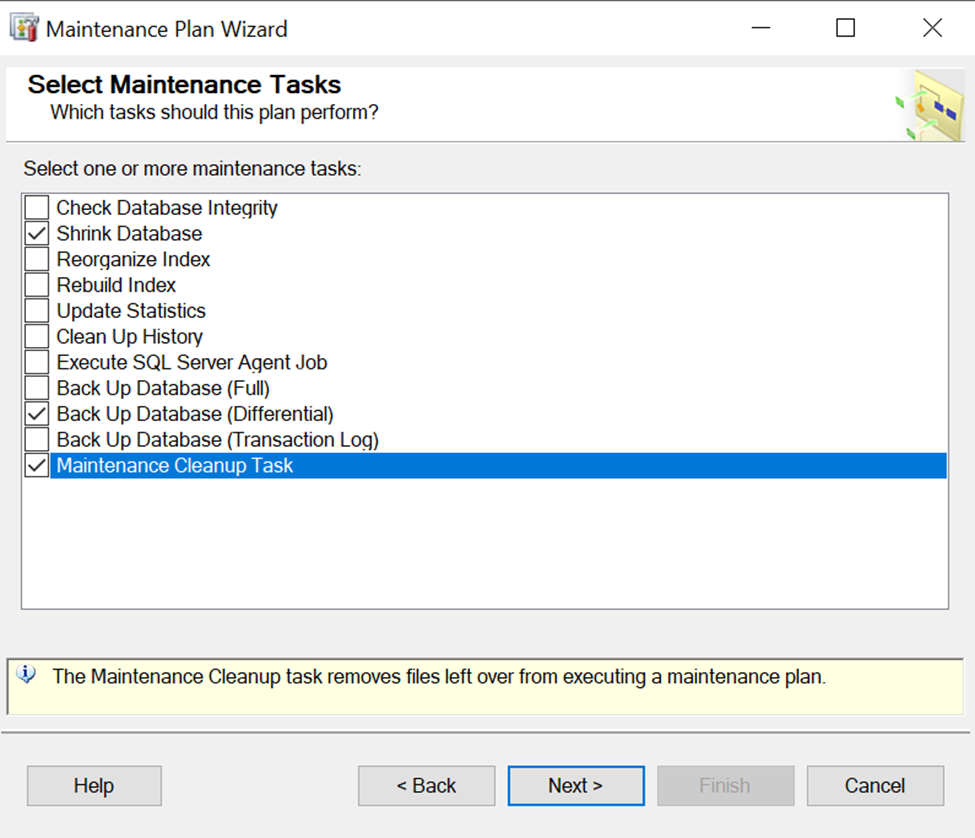 Maintenance Plan Wizard
Select Maintenance Tasks
Which tasks should this plan perform?
Select one or more maintenance tasks:
Check Database Integrity
Shrink Database
Reorganize Index
Rebuild Index
Update Statistics
Clean Up History
Execute SQL Server Agent Job
Back Up Database (Full)
Back Up Database (Differential)
Back Up Database (Transaction Log)
Maintenance Cleanup Task
The Maintenance Cleanup task removes files left over from executing a maintenance plan.
Help < Back Next > Finish Cancel